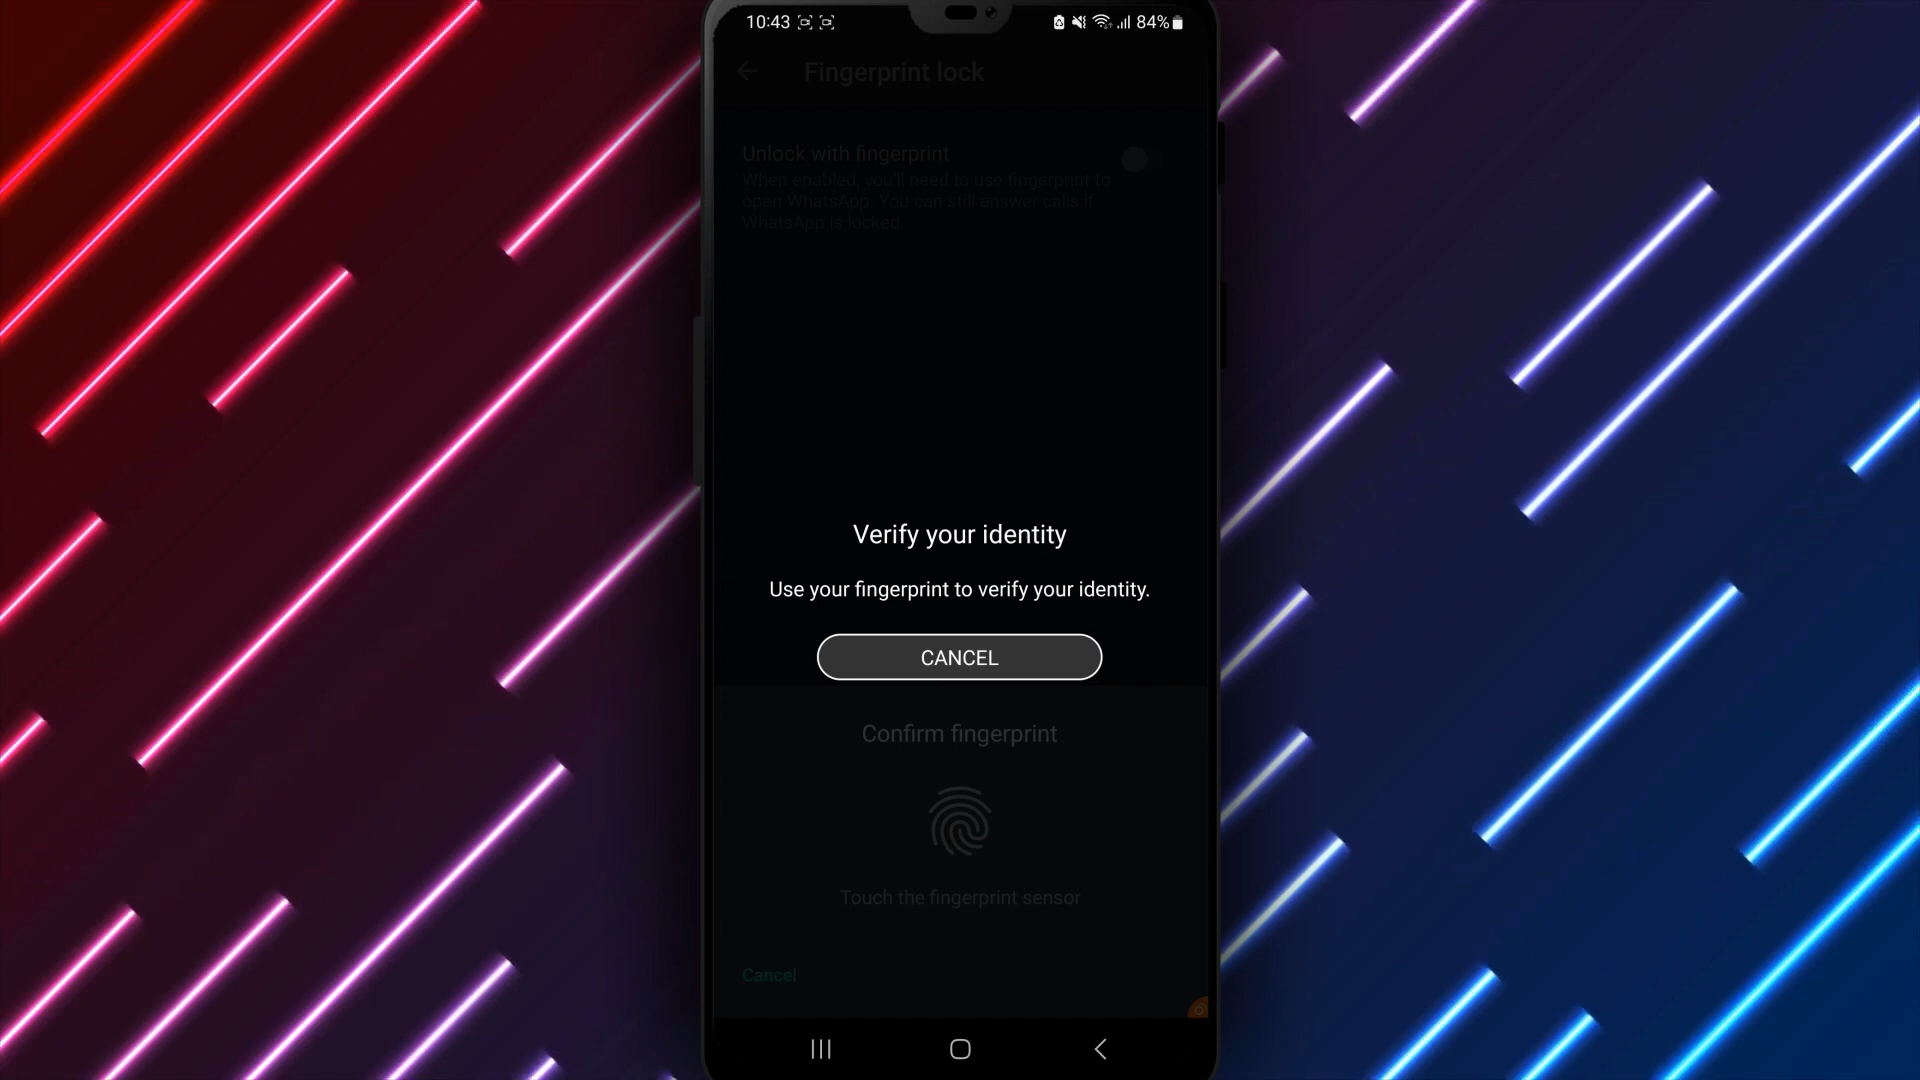 10:43
84%
Fingerprint lock
Unlock with fingerprint
When enabled, you'll need to use fingerprint to
open WhatsApp. You can still answer calls if
WhatsApp is locked.
Verify your identity
Use your fingerprint to verify your identity.
CANCEL
Confirm fingerprint
Touch the fingerprint sensor
Cancel